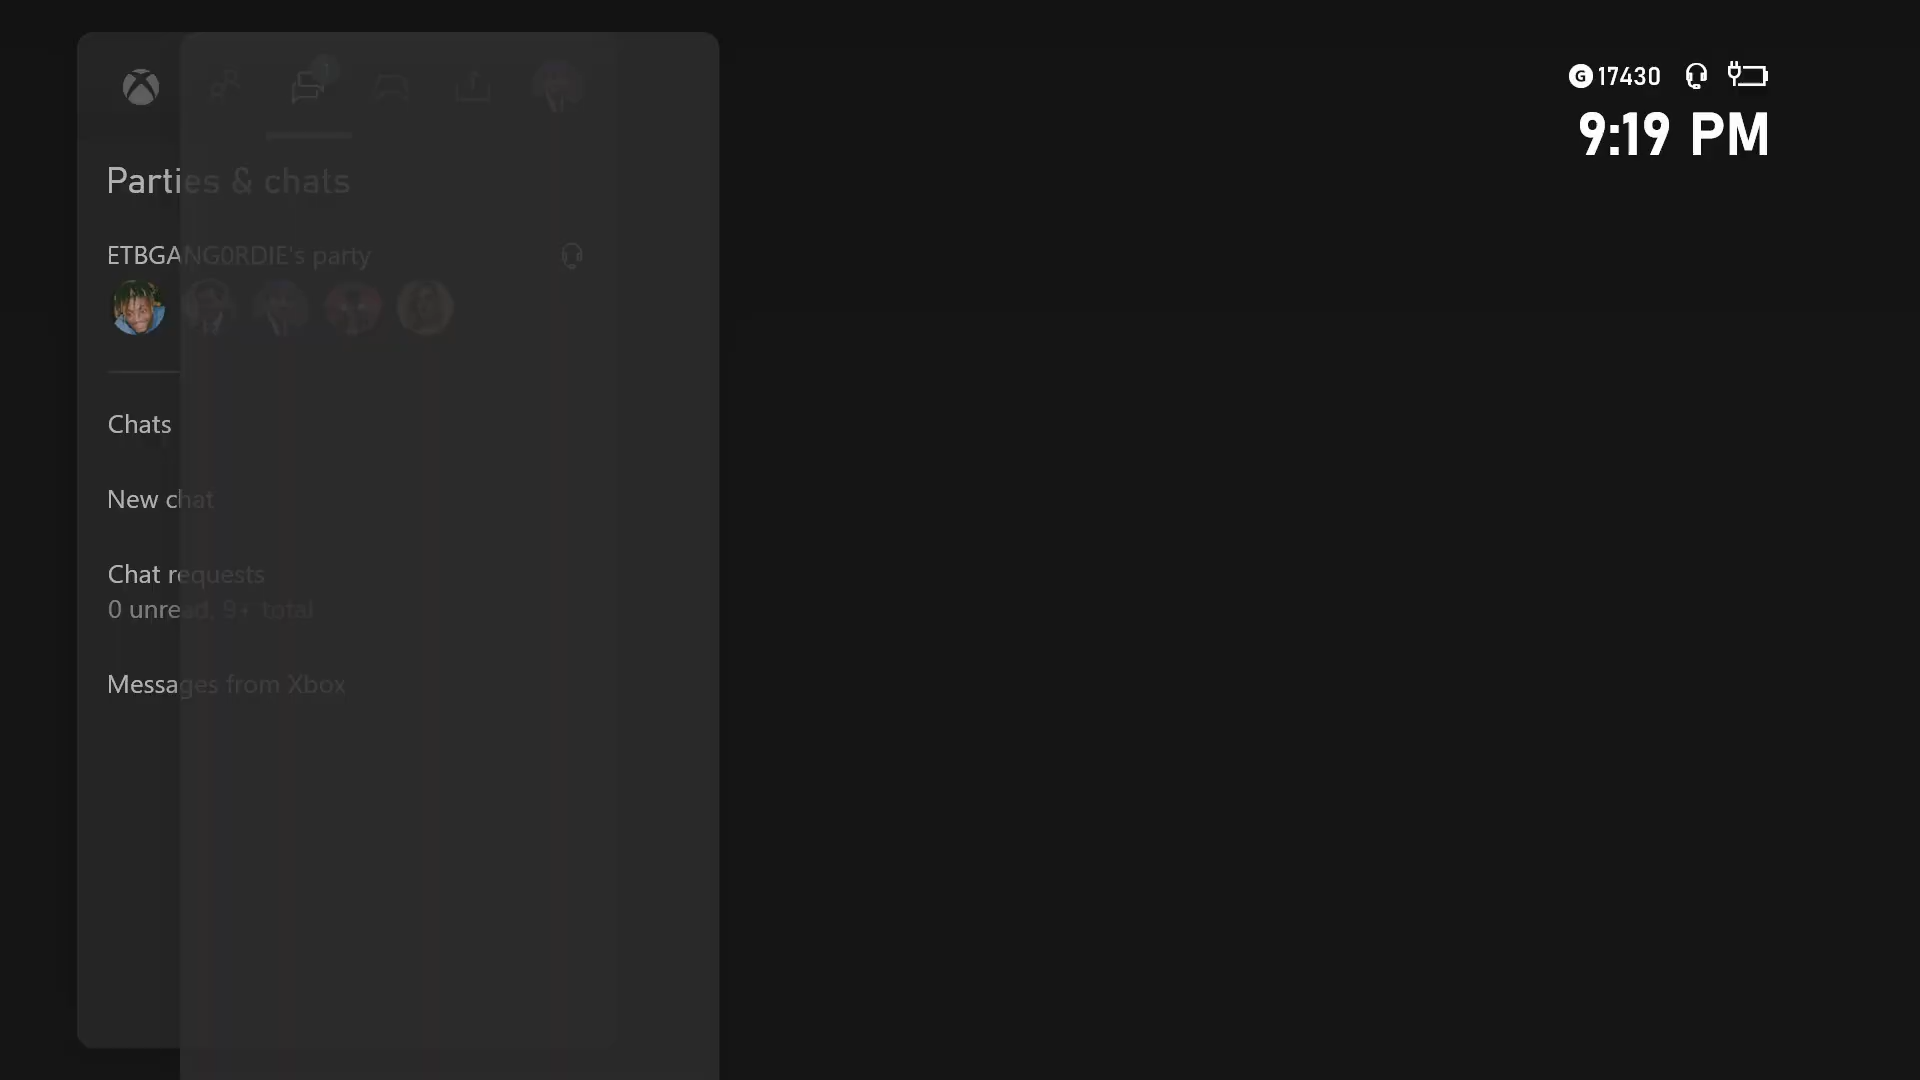 G 17430
9:19 PM
1
Parties & chats
ETBGANG0RDIE's party
Chats
New chat
Chat requests
0 unread, 9+ total
Messages from Xbox